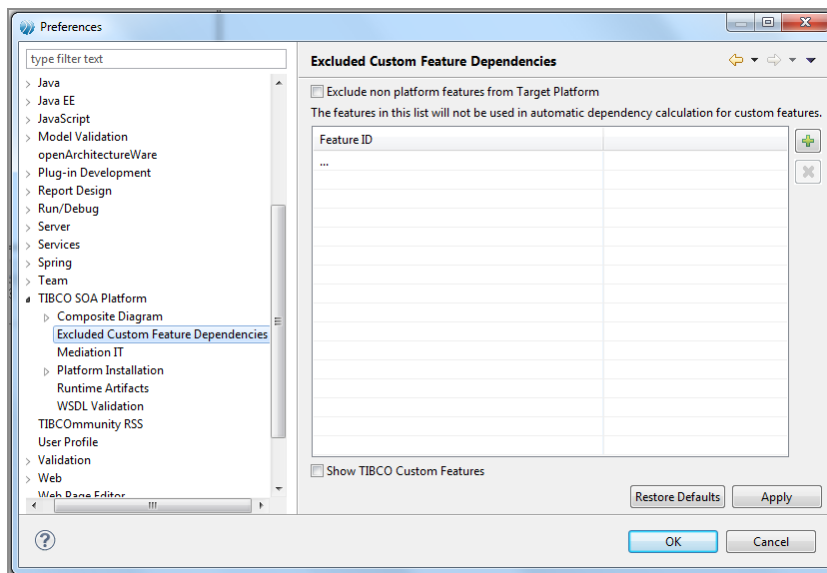 Preferences
type filter text
Java
Java EE
JavaScript
Model Validation
openArchitectureWare
Plug-in Development
Report Design
Run/Debug
Server
Services
Spring
Team
TIBCO SOA Platform
Composite Diagram
Excluded Custom Feature Dependencies
Mediation IT
Platform Installation
Runtime Artifacts
WSDL Validation
TIBCOmmunity RSS
User Profile
Validation
Web
Web Page Editor
Excluded Custom Feature Dependencies
Exclude non platform features from Target Platform
The features in this list will not be used in automatic dependency calculation for custom features.
Feature ID
...
Show TIBCO Custom Features
Restore Defaults
Apply
OK
Cancel